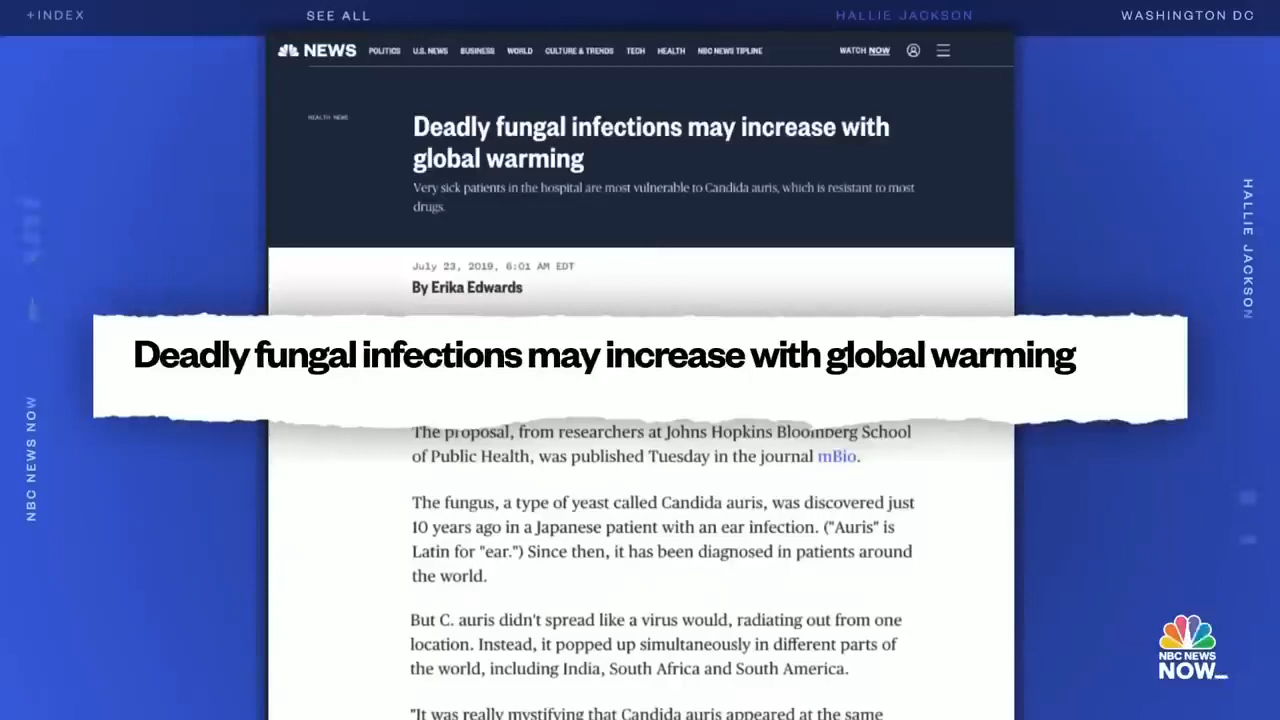 +INDEX
SEE ALL
HALLIE JACKSON
WASHINGTON DC
NEWS
POLITICS
U.S. NEWS
BUSINESS
WORLD
CULTURE & TRENDS
TECH
HEALTH
NBC NEWS TIPLINE
WATCH NOW
HEALTH NEWS
Deadly fungal infections may increase with
global warming
Very sick patients in the hospital are most vulnerable to Candida auris, which is resistant to most
drugs.
July 23, 2019, 6:01 AM EDT
By Erika Edwards
HALLIE JACKSON
NBC NEWS NOW
Deadly fungal infections may increase with global warming
The proposal, from researchers at Johns Hopkins Bloomberg School
of Public Health, was published Tuesday in the journal mBio.
The fungus, a type of yeast called Candida auris, was discovered just
10 years ago in a Japanese patient with an ear infection. ("Auris" is
Latin for "ear.") Since then, it has been diagnosed in patients around
the world.
But C. auris didn't spread like a virus would, radiating out from one
location. Instead, it popped up simultaneously in different parts of
the world, including India, South Africa and South America.
"It was really mystifying that Candida auris appeared at the same
NBC NEWS
NOW